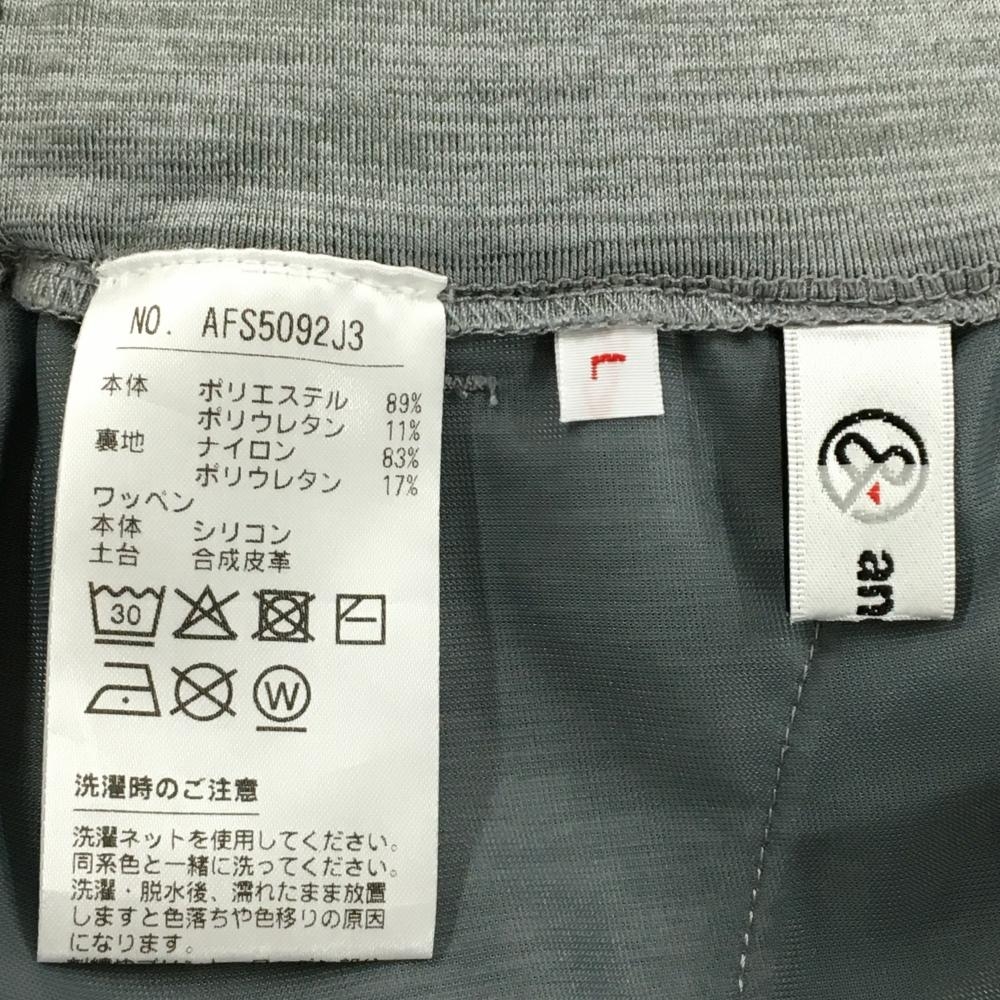 NO. AFS5092J3
本体 ポリエステル 89%
ポリウレタン 11%
裏地 ナイロン 83%
ポリウレタン 17%
ワッペン
本体 シリコン
土台 合成皮革
30
W
洗濯時のご注意
洗濯ネットを使用してください。
同系色と一緒に洗ってください。
洗濯・脱水後、濡れたまま放置
しますと色落ちや色移りの原因
になります。
L
an